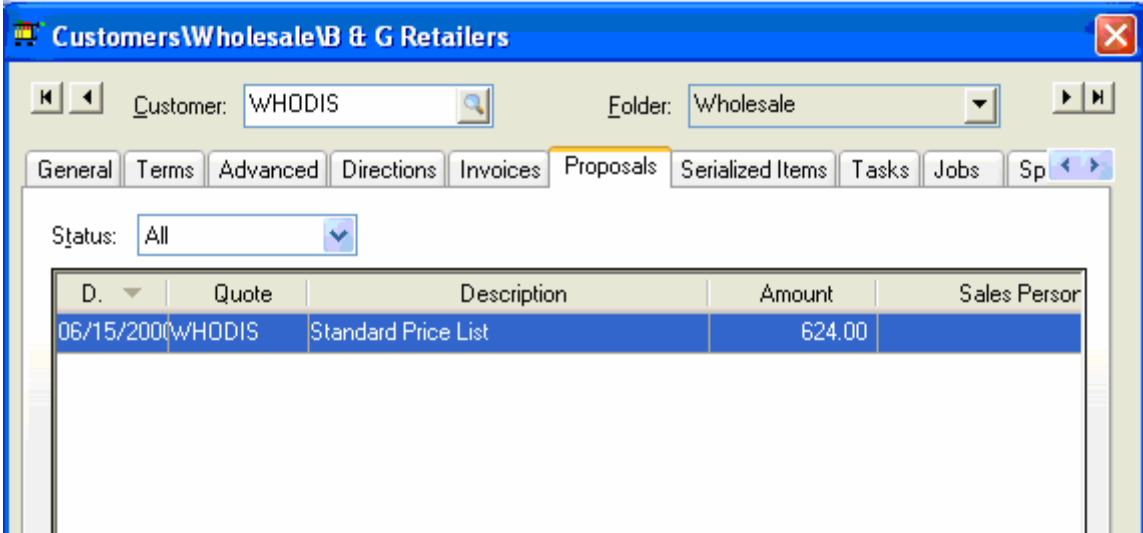 Customers\Wholesale\B & G Retailers
Customer: WHODIS Folder: Wholesale
General Terms Advanced Directions Invoices Proposals Serialized Items Tasks Jobs Sp
Status: All
D. Quote Description Amount Sales Person
06/15/200 WHODIS Standard Price List 624.00